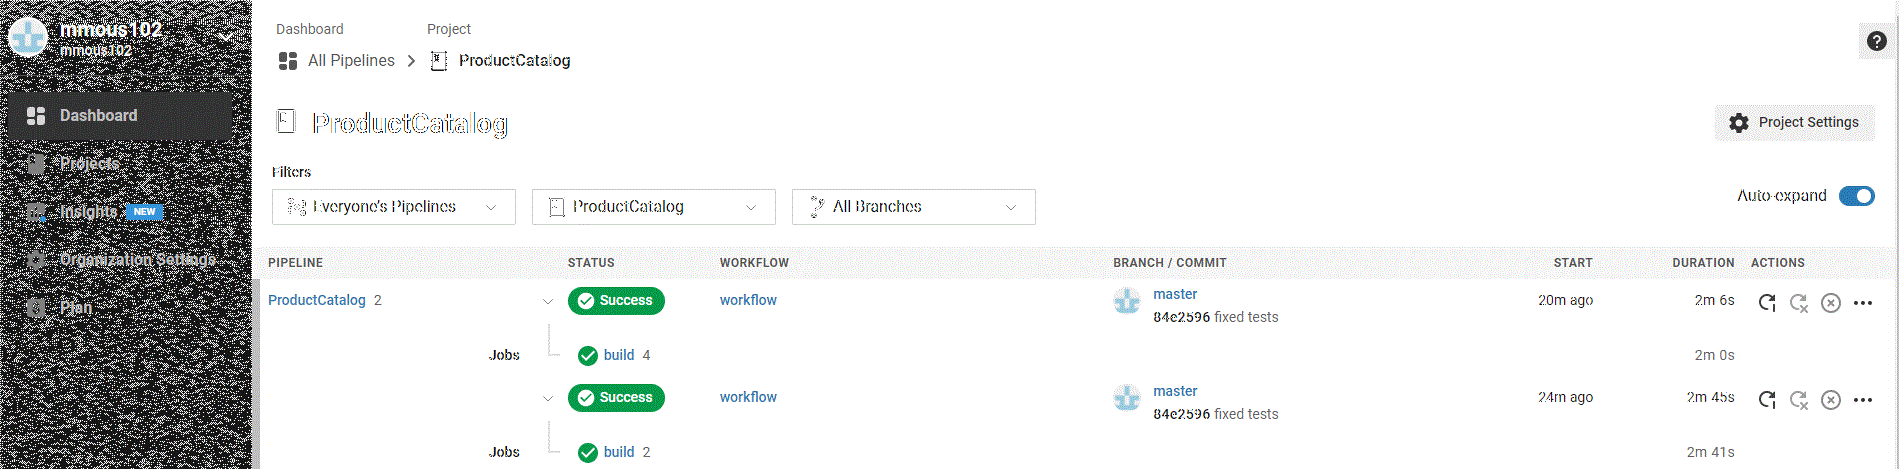 mmous102
mmous102
Dashboard
Projects
Insights NEW
Organization Settings
Plan
Dashboard Project
All Pipelines ProductCatalog
ProductCatalog
Project Settings
Filters
Everyone's Pipelines ProductCatalog All Branches
Auto-expand
PIPELINE STATUS WORKFLOW BRANCH / COMMIT START DURATION ACTIONS
ProductCatalog 2 Success workflow master 20m ago 2m 6s
84e2596 fixed tests
Jobs build 4 2m 0s
Success workflow master 24m ago 2m 45s
84e2596 fixed tests
Jobs build 2 2m 41s